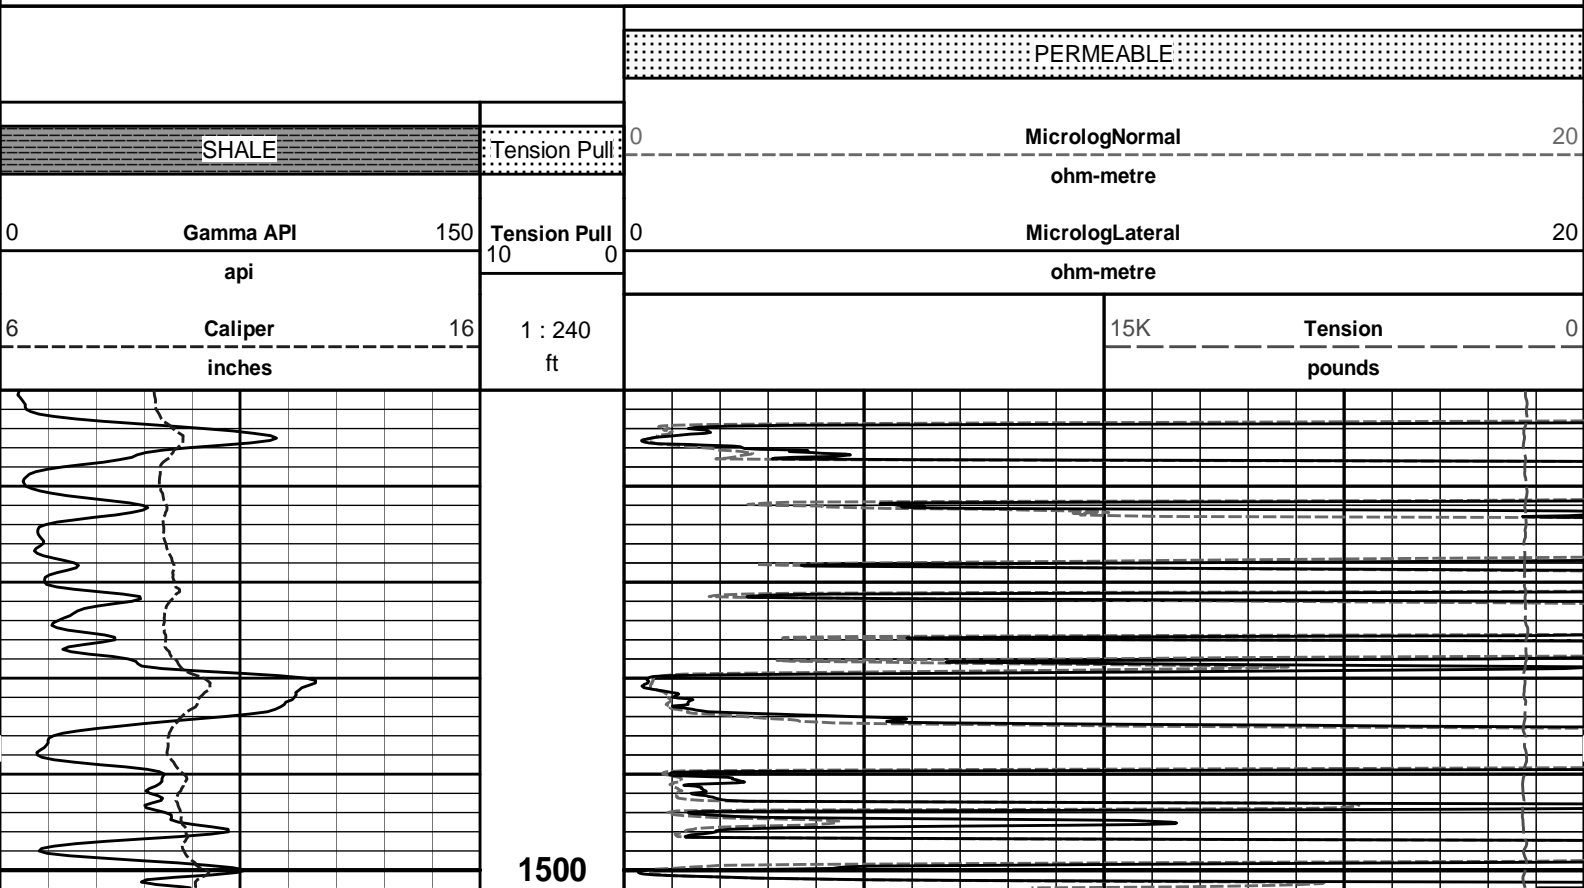 PERMEABLE
SHALE
Tension Pull
0 MicrologNormal 20
ohm-metre
0 Gamma API 150
api
Tension Pull
10 0
0 MicrologLateral 20
ohm-metre
6 Caliper 16
inches
1 : 240
ft
15K Tension 0
pounds
1500